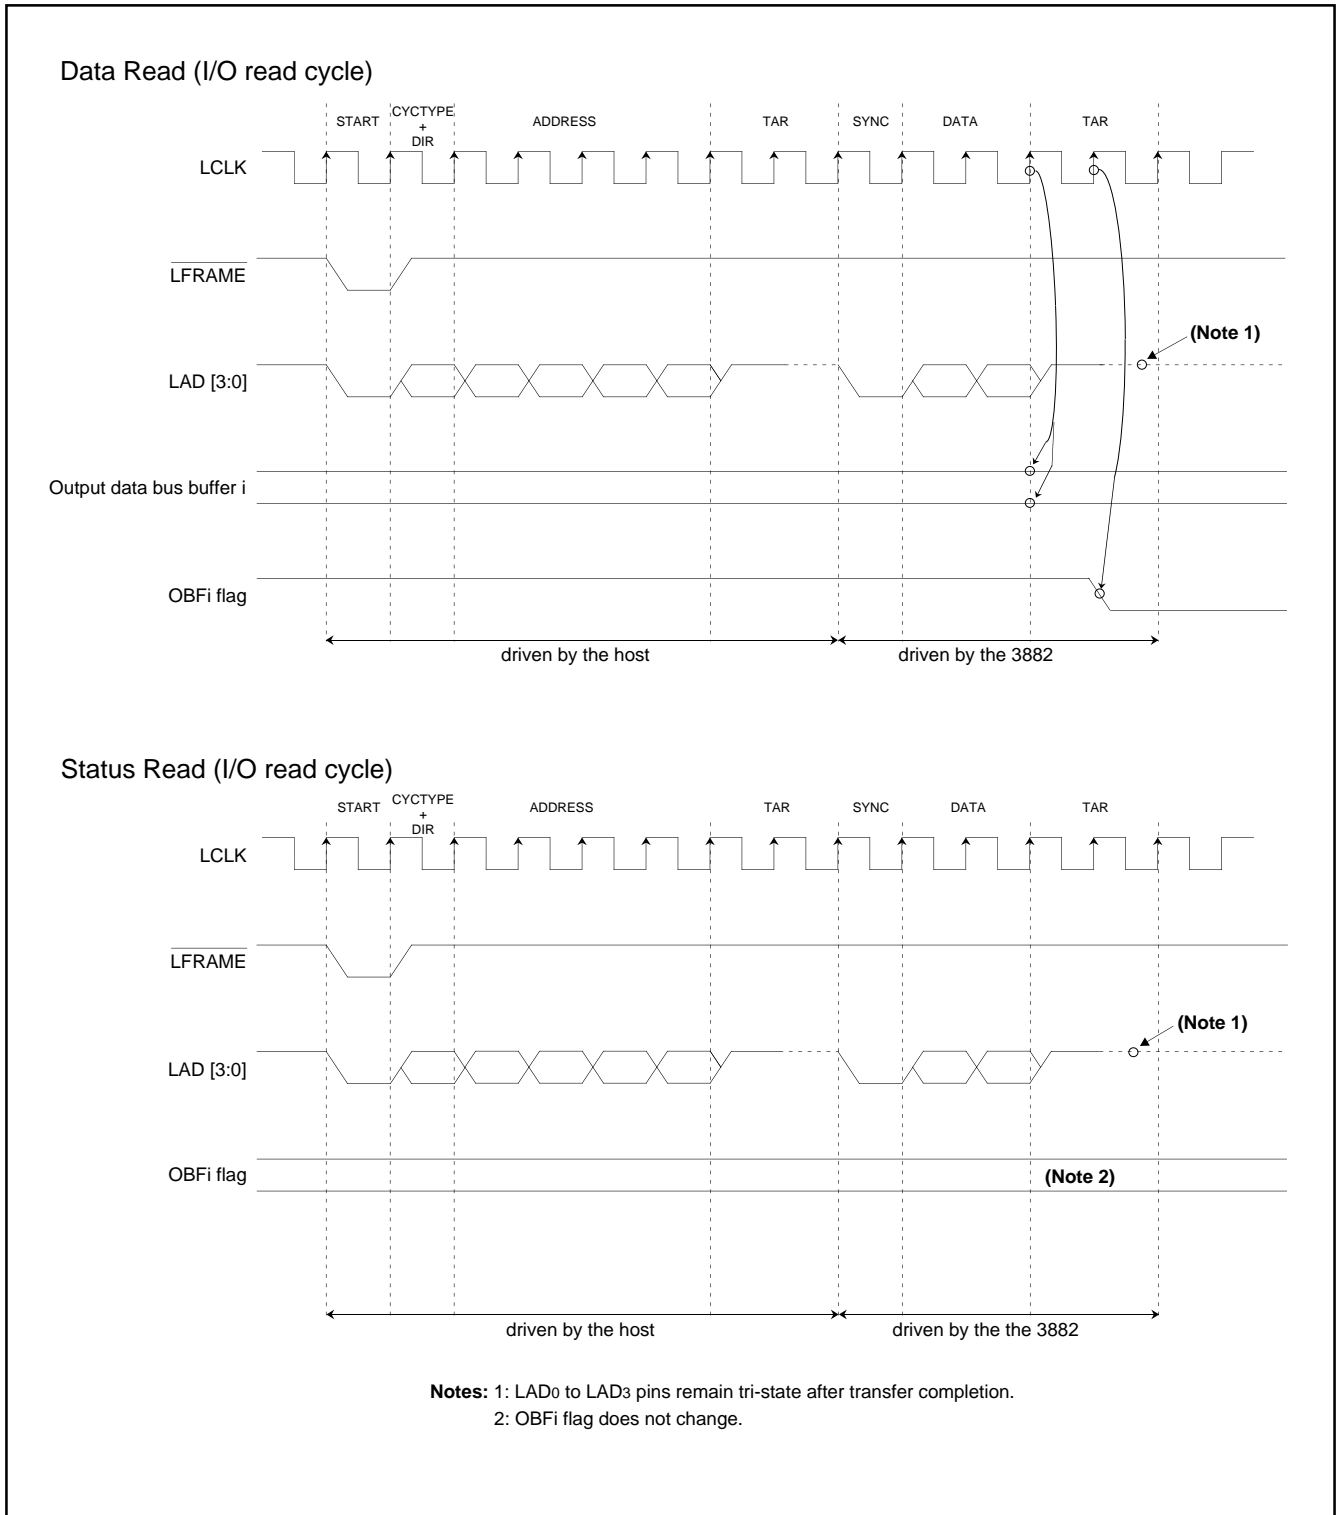 Data Read (I/O read cycle)
START
CYCTYPE
+
DIR
ADDRESS
TAR
SYNC
DATA
TAR
LCLK
LFRAME
(Note 1)
LAD [3:0]
Output data bus buffer i
OBFi flag
driven by the host
driven by the 3882
Status Read (I/O read cycle)
START
CYCTYPE
+
DIR
ADDRESS
TAR
SYNC
DATA
TAR
LCLK
LFRAME
(Note 1)
LAD [3:0]
OBFi flag
(Note 2)
driven by the host
driven by the the 3882
Notes: 1: LAD0 to LAD3 pins remain tri-state after transfer completion.
2: OBFi flag does not change.